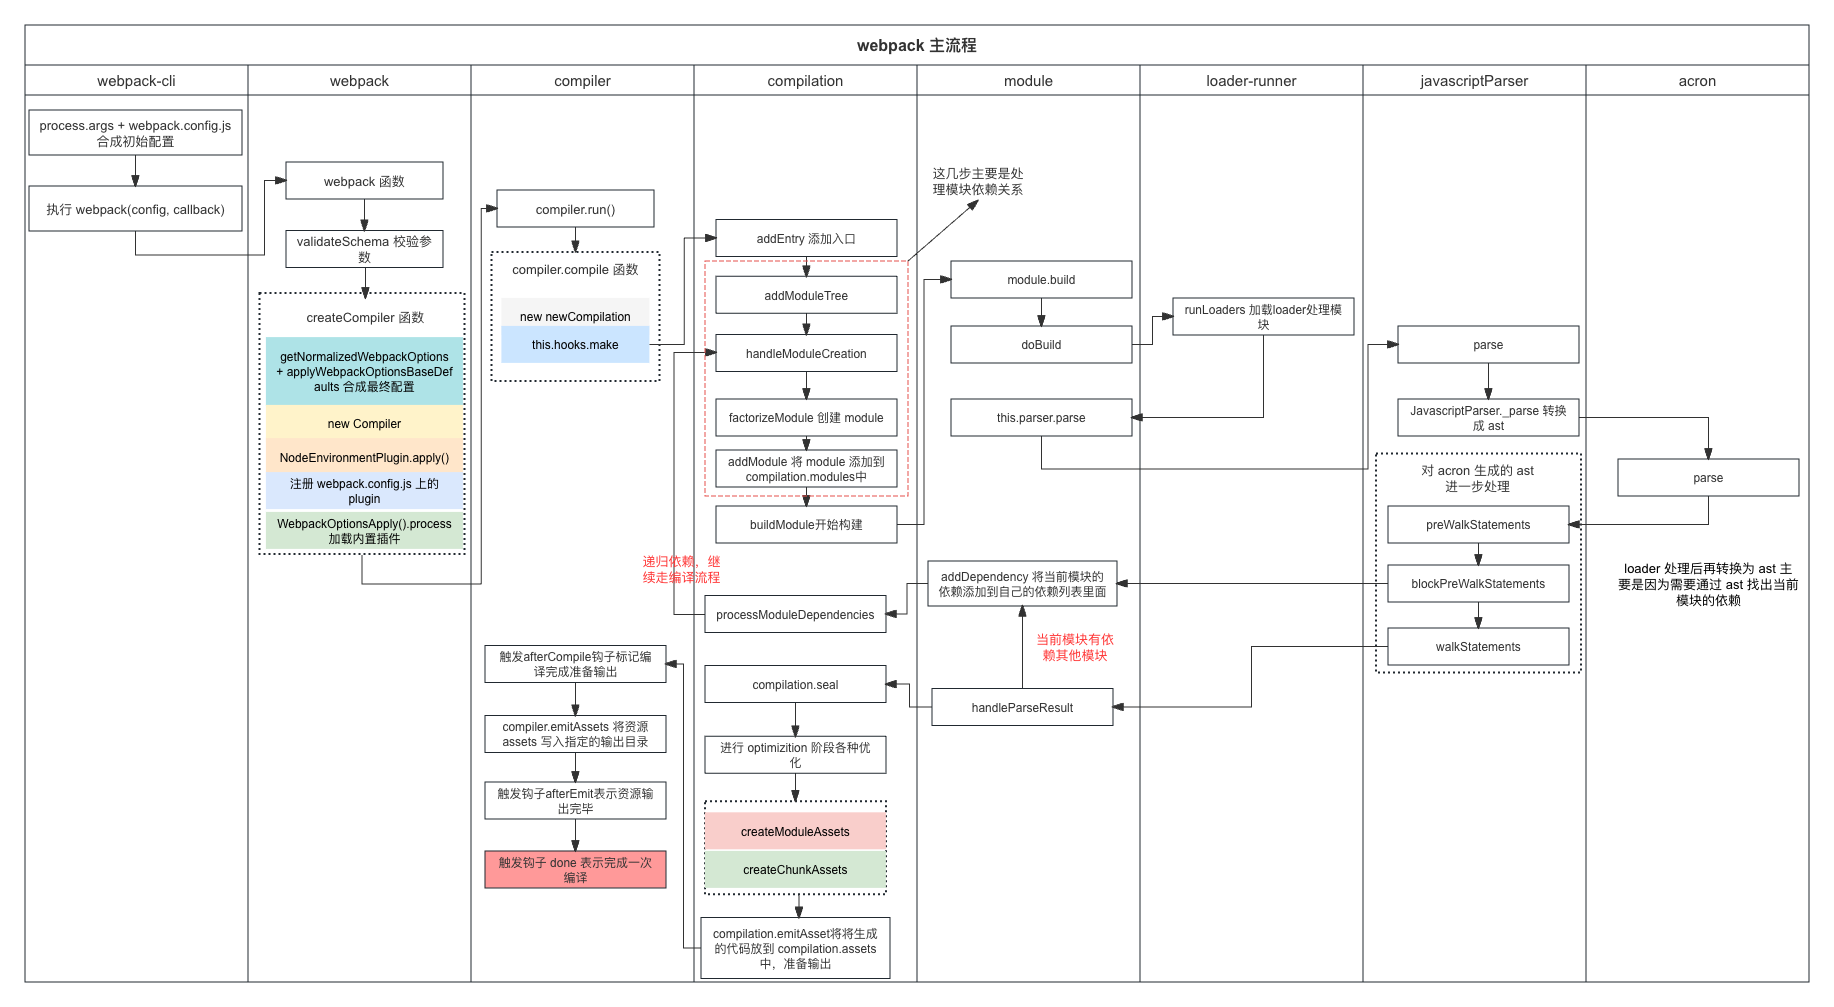 webpack 主流程
webpack-cli
webpack
compiler
compilation
module
loader-runner
javascriptParser
acron
process.args + webpack.config.js
合成初始配置
执行 webpack(config, callback)
webpack 函数
validateSchema 校验参
数
createCompiler 函数
getNormalizedWebpackOptions
+ applyWebpackOptionsBaseDef
aults 合成最终配置
new Compiler
NodeEnvironmentPlugin.apply()
注册 webpack.config.js 上的
plugin
WebpackOptionsApply().process
加载内置插件
compiler.run()
compiler.compile 函数
new newCompilation
this.hooks.make
触发afterCompile钩子标记编
译完成准备输出
compiler.emitAssets 将资源
assets 写入指定的输出目录
触发钩子afterEmit表示资源输
出完毕
触发钩子 done 表示完成一次
编译
addEntry 添加入口
addModuleTree
handleModuleCreation
factorizeModule 创建 module
addModule 将 module 添加到
compilation.modules中
buildModule开始构建
递归依赖，继
续走编译流程
processModuleDependencies
compilation.seal
进行 optimizition 阶段各种优
化
createModuleAssets
createChunkAssets
compilation.emitAsset将将生成
的代码放到 compilation.assets
中，准备输出
这几步主要是处
理模块依赖关系
module.build
doBuild
this.parser.parse
addDependency 将当前模块的
依赖添加到自己的依赖列表里面
当前模块有依
赖其他模块
handleParseResult
runLoaders 加载loader处理模
块
parse
JavascriptParser._parse 转换
成 ast
对 acron 生成的 ast
进一步处理
preWalkStatements
blockPreWalkStatements
walkStatements
parse
loader 处理后再转换为 ast 主
要是因为需要通过 ast 找出当前
模块的依赖